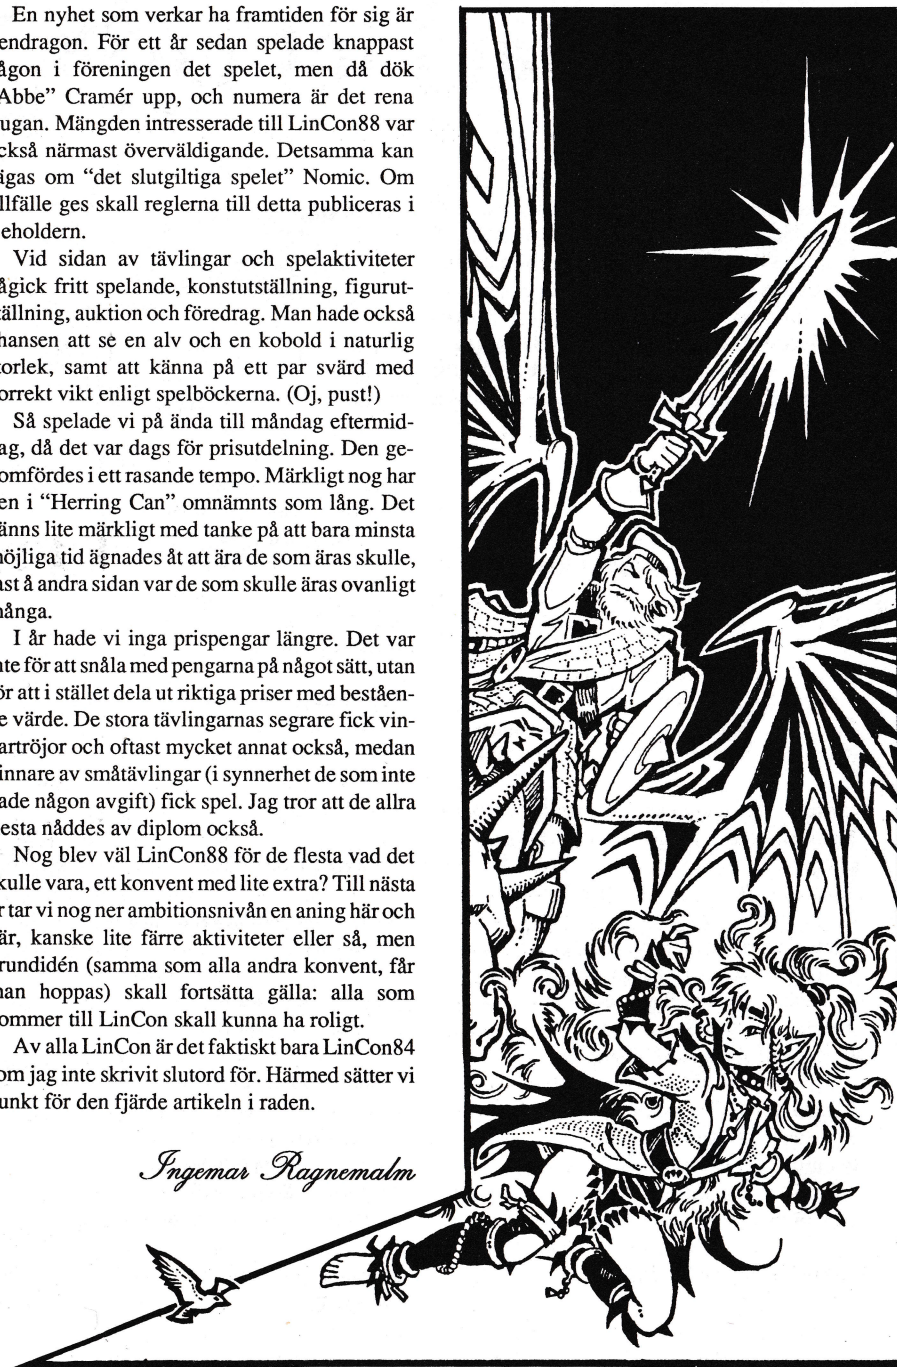 En nyhet som verkar ha framtiden för sig är
endragon. För ett år sedan spelade knappast
ågon i föreningen det spelet, men då dök
Abbe” Cramér upp, och numera är det rena
ugan. Mängden intresserade till LinCon88 var
ckså närmast överväldigande. Detsamma kan
ägas om “det slutgiltiga spelet” Nomic. Om
llfälle ges skall reglerna till detta publiceras i
eholdern.
Vid sidan av tävlingar och spelaktiviteter
ågick fritt spelande, konstutställning, figurut-
tällning, auktion och föredrag. Man hade också
hansen att se en alv och en kobold i naturlig
torlek, samt att känna på ett par svärd med
orrekt vikt enligt spelböckerna. (Oj, pust!)
Så spelade vi på ända till måndag eftermid-
ag, då det var dags för prisutdelning. Den ge-
omfördes i ett rasande tempo. Märkligt nog har
en i “Herring Can” omnämnts som lång. Det
änns lite märkligt med tanke på att bara minsta
nöjliga tid ägnades åt att ära de som äras skulle,
ast å andra sidan var de som skulle äras ovanligt
nånga.
I år hade vi inga prispengar längre. Det var
nte för att snåla med pengarna på något sätt, utan
ör att i stället dela ut riktiga priser med beståen-
e värde. De stora tävlingarnas segrare fick vin-
artröjor och oftast mycket annat också, medan
innare av småtävlingar (i synnerhet de som inte
ade någon avgift) fick spel. Jag tror att de allra
esta nåddes av diplom också.
Nog blev väl LinCon88 för de flesta vad det
kulle vara, ett konvent med lite extra? Till nästa
r tar vi nog ner ambitionsnivån en aning här och
är, kanske lite färre aktiviteter eller så, men
rundidén (samma som alla andra konvent, får
nan hoppas) skall fortsätta gälla: alla som
ommer till LinCon skall kunna ha roligt.
Av alla LinCon är det faktiskt bara LinCon84
om jag inte skrivit slutord för. Härmed sätter vi
unkt för den fjärde artikeln i raden.
Ingemar Ragnemalm